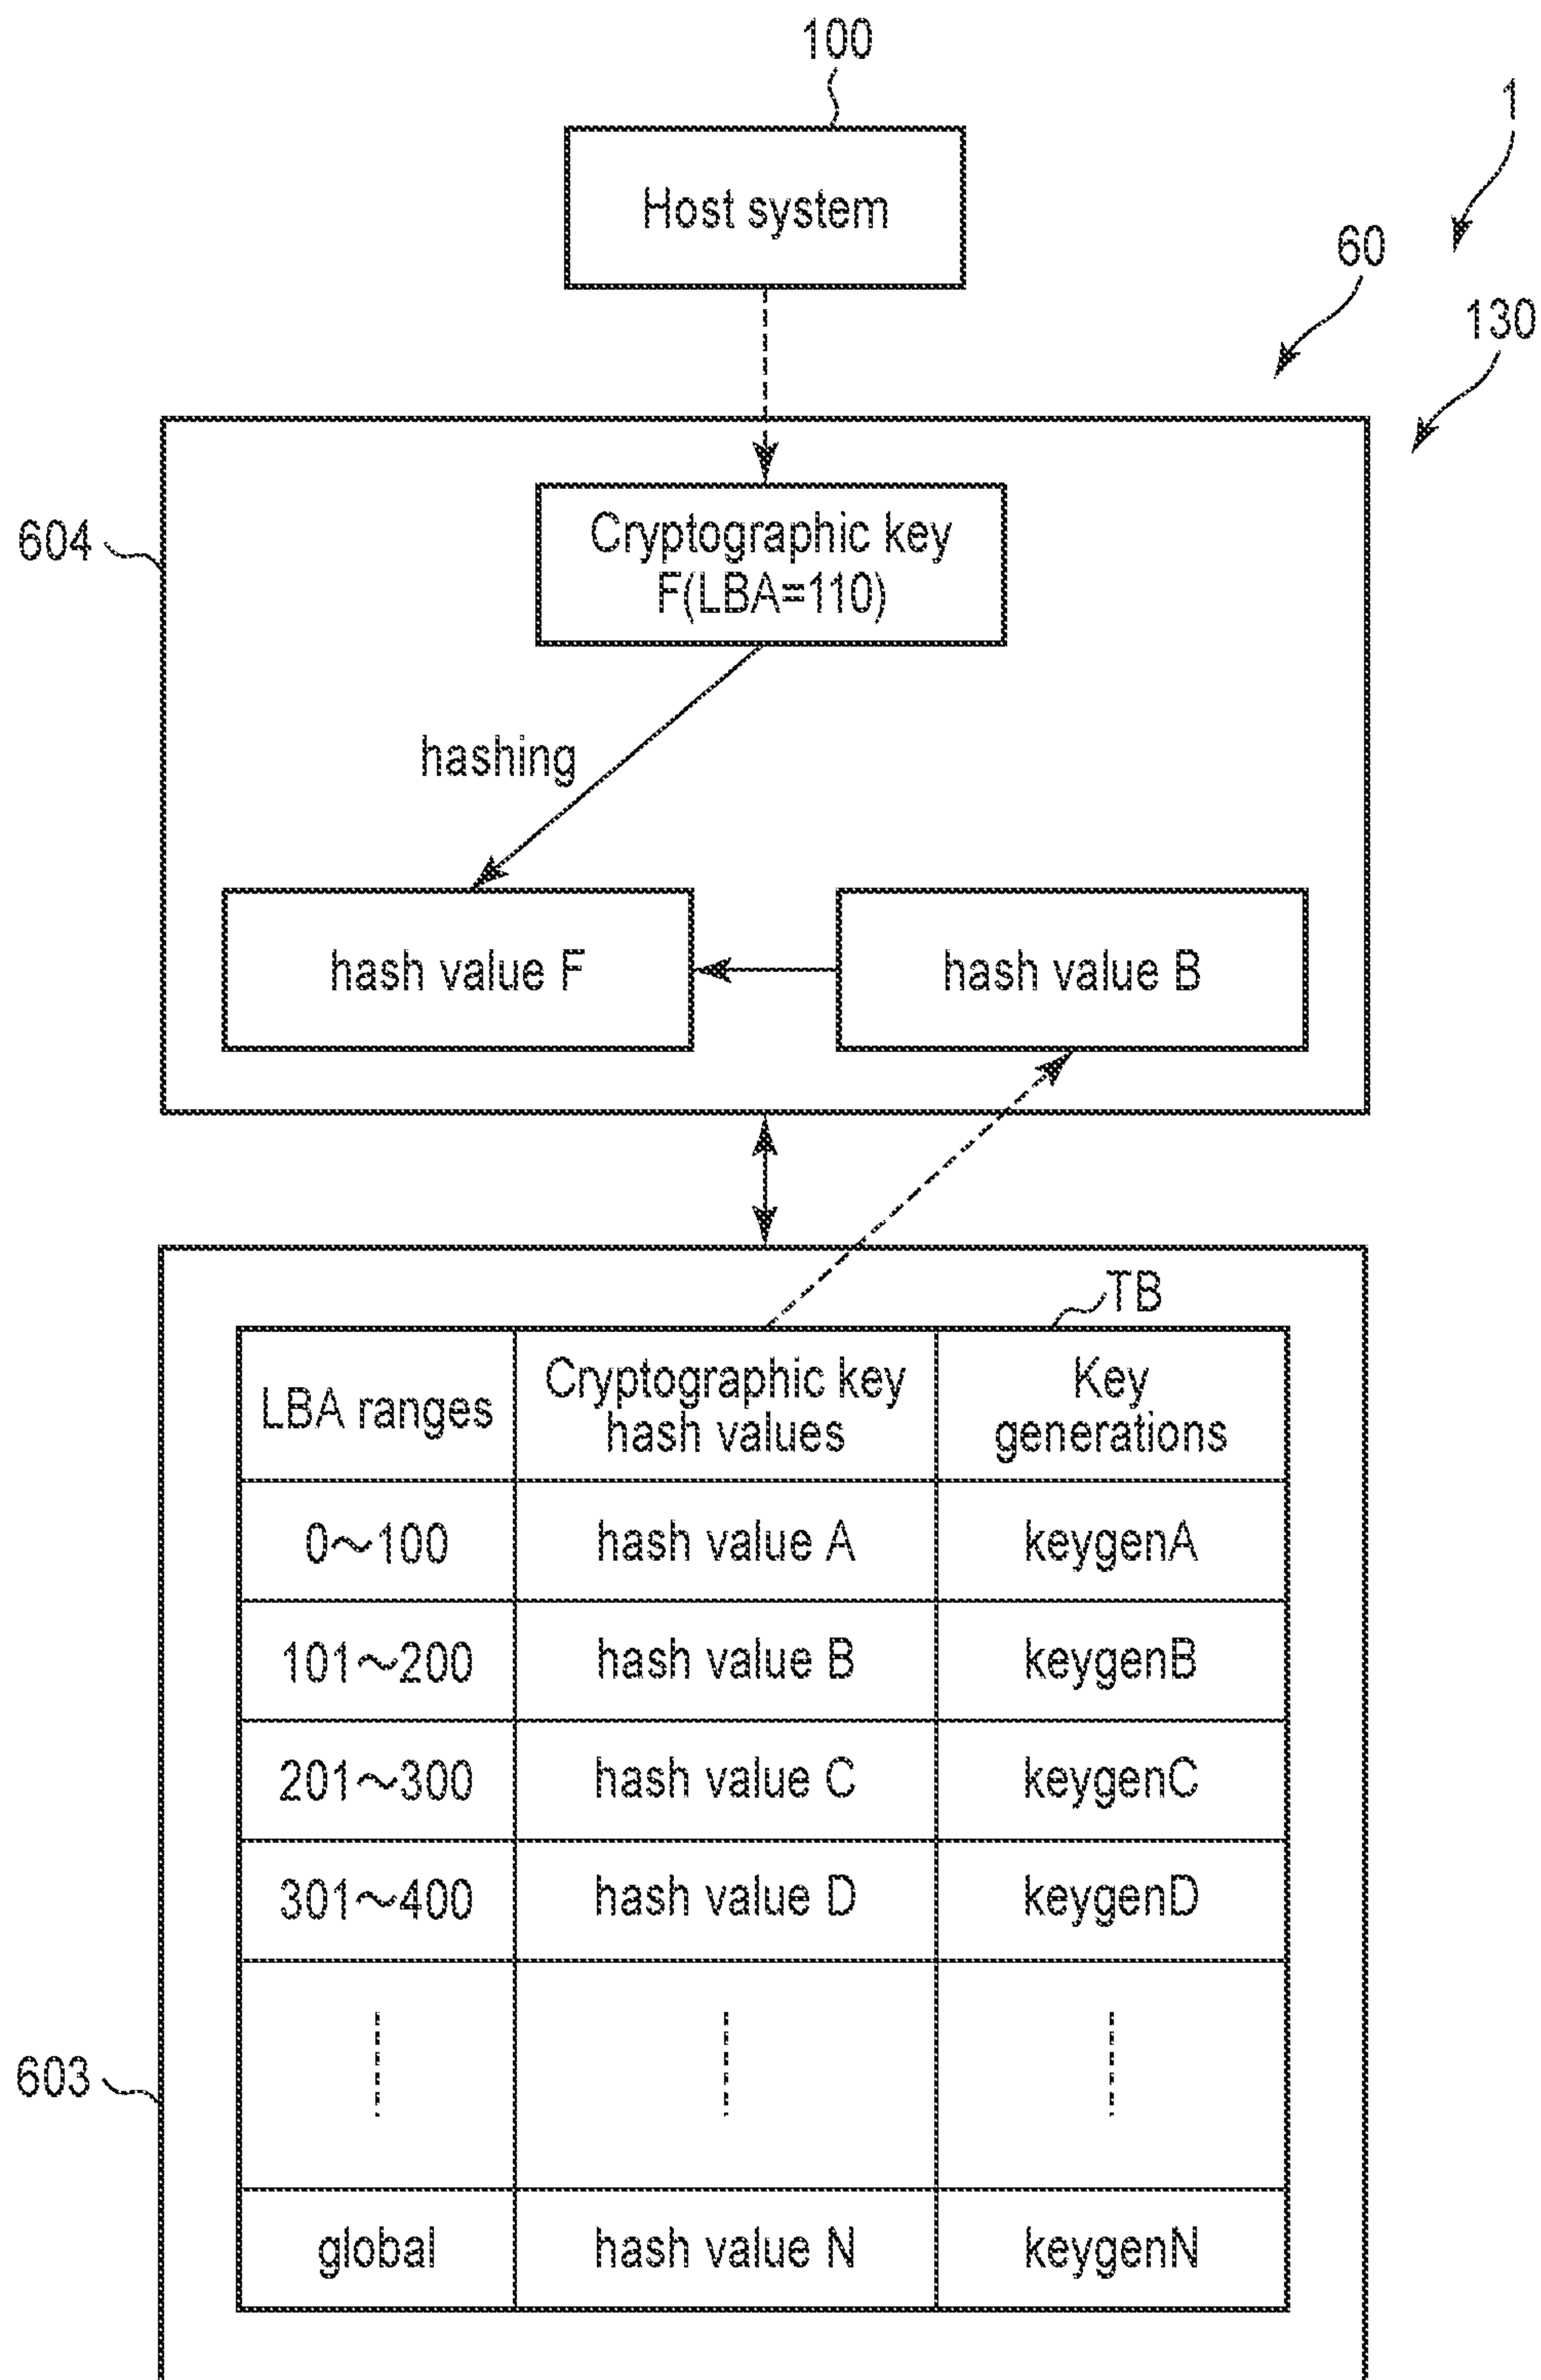 100
1
Host system
60
130
604
Cryptographic key
F(LBA=110)
hashing
hash value F
hash value B
TB
LBA ranges
Cryptographic key
hash values
Key
generations
0~100
hash value A
keygenA
101~200
hash value B
keygenB
201~300
hash value C
keygenC
301~400
hash value D
keygenD
603
global
hash value N
keygenN